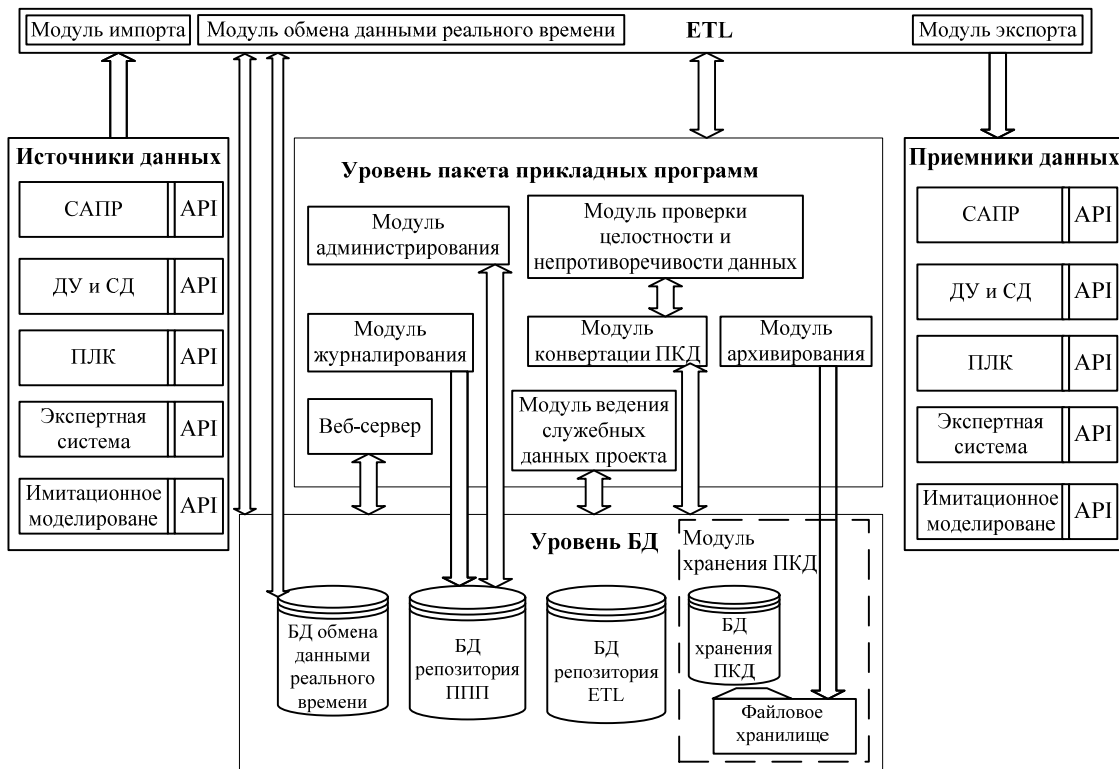 Модуль импорта
Модуль обмена данными реального времени
ETL
Модуль экспорта
Источники данных
САПР
API
ДУ и СД
API
ПЛК
API
Экспертная
система
API
Имитационное
моделироване
API
Уровень пакета прикладных программ
Модуль
администрирования
Модуль проверки
целостности и
непротиворечивости данных
Модуль
журналирования
Модуль
конвертации ПКД
Модуль
архивирования
Веб-сервер
Модуль ведения
служебных
данных проекта
Приемники данных
САПР
API
ДУ и СД
API
ПЛК
API
Экспертная
система
API
Имитационное
моделироване
API
Уровень БД
Модуль
хранения ПКД
БД обмена
данными
реального
времени
БД
репозитория
ППП
БД
репозитория
ETL
БД
хранения
ПКД
Файловое
хранилище